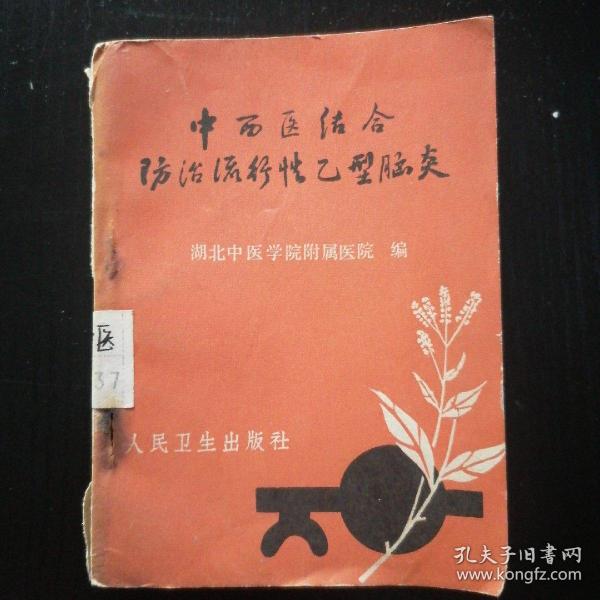 中西医结合
防治流行性乙型脑炎
湖北中医学院附属医院 编
医
37
人民卫生出版社
孔夫子旧書网
www.kongfz.com